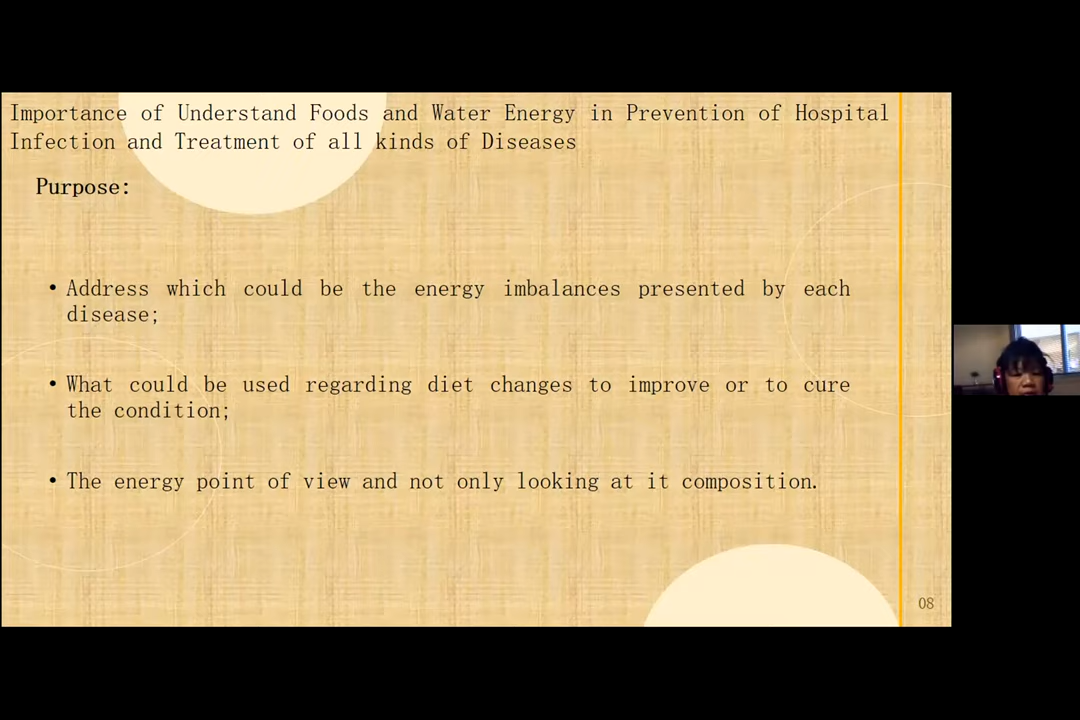 Importance of Understand Foods and Water Energy in Prevention of Hospital
Infection and Treatment of all kinds of Diseases
Purpose:
• Address which could be the energy imbalances presented by each
disease;
• What could be used regarding diet changes to improve or to cure
the condition;
• The energy point of view and not only looking at it composition.
08